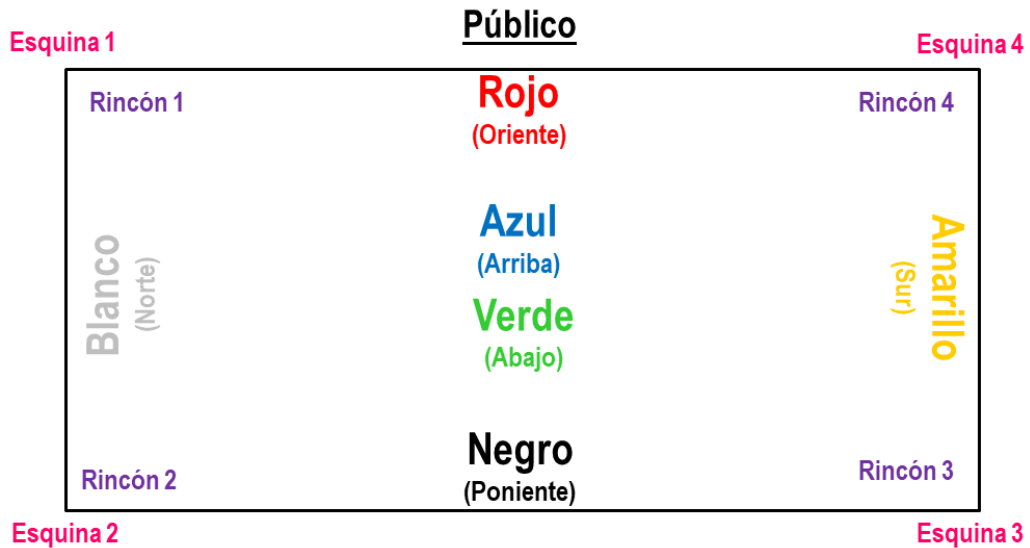 Público
Esquina 1
Esquina 4
Rojo
(Oriente)
Rincón 1
Rincón 4
Azul
(Arriba)
Blanco
(Norte)
Amarillo
(Sur)
Verde
(Abajo)
Negro
(Poniente)
Rincón 2
Rincón 3
Esquina 2
Esquina 3